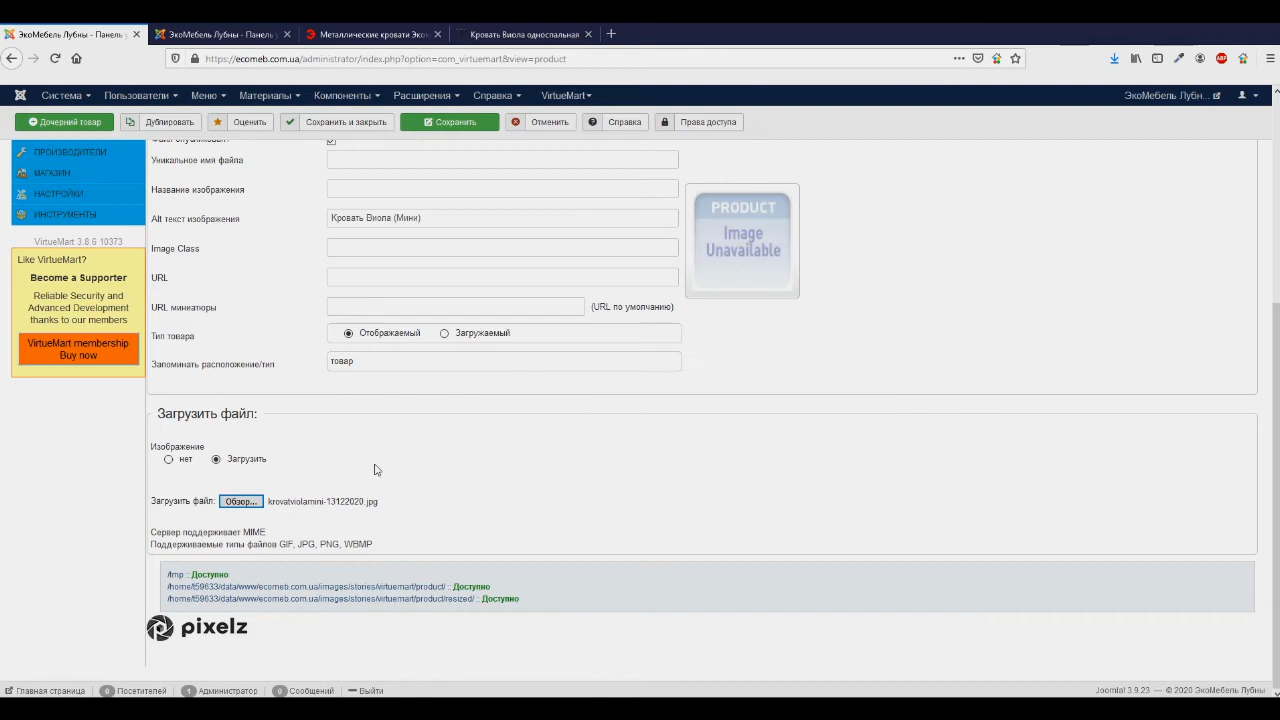 ЭкоМебель Лубны - Панель у
ЭкоМебель Лубны - Панель у
Металлические кровати Экон
Кровать Виола односпальная
https://ecomeb.com.ua/administrator/index.php?option=com_virtuemart&view=product
Система
Пользователи
Меню
Материалы
Компоненты
Расширения
Справка
VirtueMart
ЭкоМебель Лубн...
Дочерний товар
Дублировать
Оценить
Сохранить и закрыть
Сохранить
Отменить
Справка
Права доступа
ПРОИЗВОДИТЕЛИ
МАГАЗИН
НАСТРОЙКИ
ИНСТРУМЕНТЫ
VirtueMart 3.8.6 10373
Like VirtueMart?
Become a Supporter
Reliable Security and
Advanced Development
thanks to our members
VirtueMart membership
Buy now
Уникальное имя файла
Название изображения
Alt текст изображения
Кровать Виола (Мини)
Image Class
URL
URL миниатюры
(URL по умолчанию)
Тип товара
Отображаемый
Загружаемый
Запоминать расположение/тип
товар
PRODUCT
Image
Unavailable
Загрузить файл:
Изображение
нет
Загрузить
Загрузить файл: Обзор... krovatviolamini-13122020.jpg
Сервер поддерживает MIME
Поддерживаемые типы файлов GIF, JPG, PNG, WBMP
/tmp :: Доступно
/home/t59633/data/www/ecomeb.com.ua/images/stories/virtuemart/product/ :: Доступно
/home/t59633/data/www/ecomeb.com.ua/images/stories/virtuemart/product/resized/ :: Доступно
pixelz
Главная страница
0 Посетителей
1 Администратор
0 Сообщений
Выйти
Joomla! 3.9.23 — © 2020 ЭкоМебель Лубны